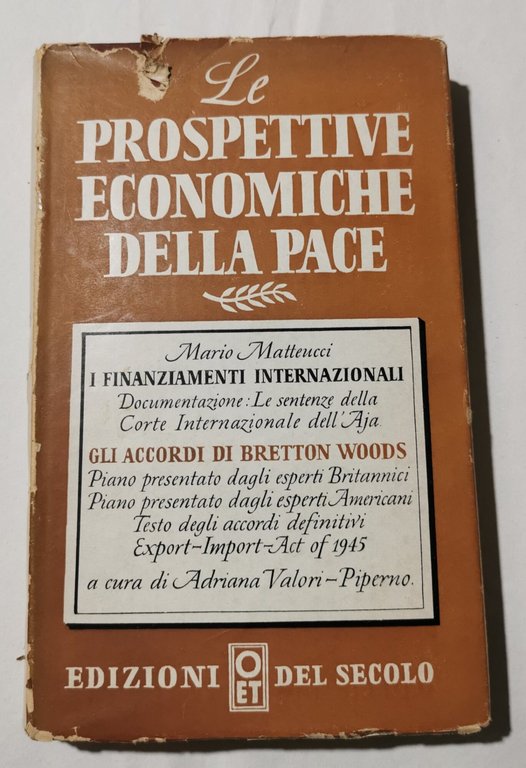 Le
PROSPETTIVE
ECONOMICHE
DELLA PACE
Mario Matteucci
I FINANZIAMENTI INTERNAZIONALI
Documentazione: Le sentenze della
Corte Internazionale dell'Aja
GLI ACCORDI DI BRETTON WOODS
Piano presentato dagli esperti Britannici
Piano presentato dagli esperti Americani
Testo degli accordi definitivi
Export-Import-Act of 1945
a cura di Adriana Valori-Piperno.
EDIZIONI OET DEL SECOLO